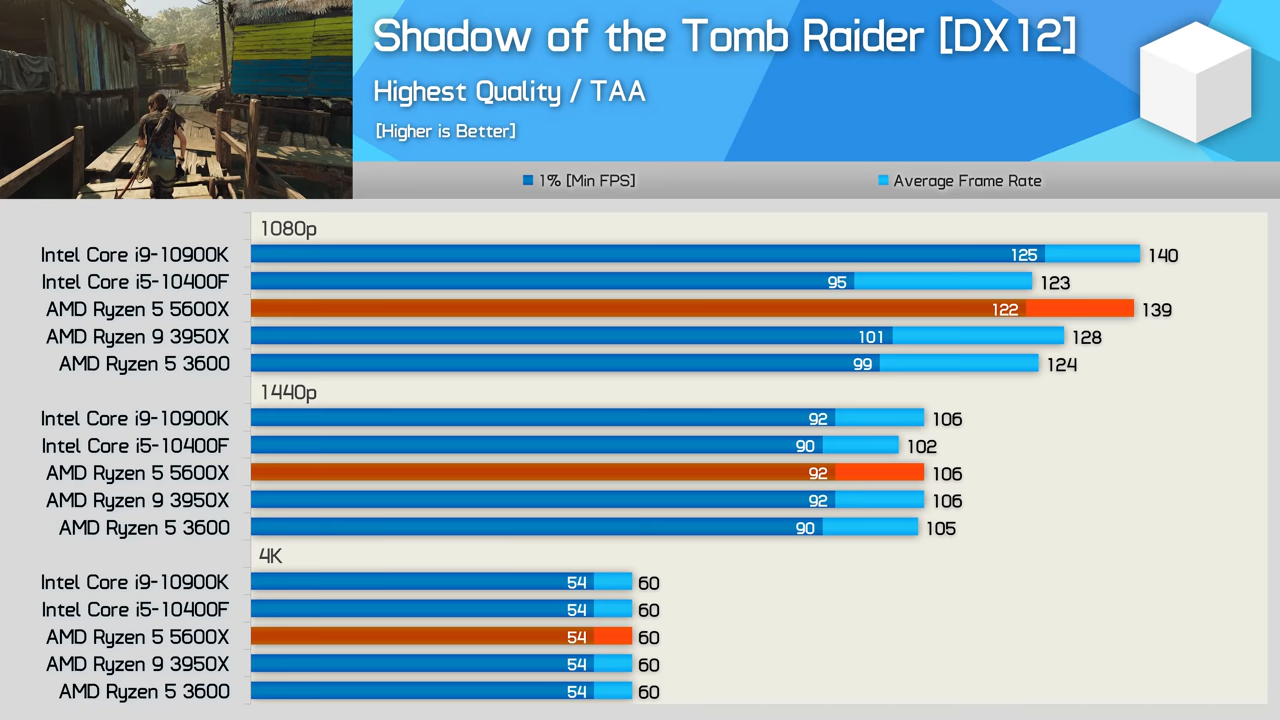 Shadow of the Tomb Raider [DX12]
Highest Quality / TAA
[Higher is Better]
1% [Min FPS] Average Frame Rate
1080p
Intel Core i9-10900K 125 140
Intel Core i5-10400F 95 123
AMD Ryzen 5 5600X 122 139
AMD Ryzen 9 3950X 101 128
AMD Ryzen 5 3600 99 124
1440p
Intel Core i9-10900K 92 106
Intel Core i5-10400F 90 102
AMD Ryzen 5 5600X 92 106
AMD Ryzen 9 3950X 92 106
AMD Ryzen 5 3600 90 105
4K
Intel Core i9-10900K 54 60
Intel Core i5-10400F 54 60
AMD Ryzen 5 5600X 54 60
AMD Ryzen 9 3950X 54 60
AMD Ryzen 5 3600 54 60